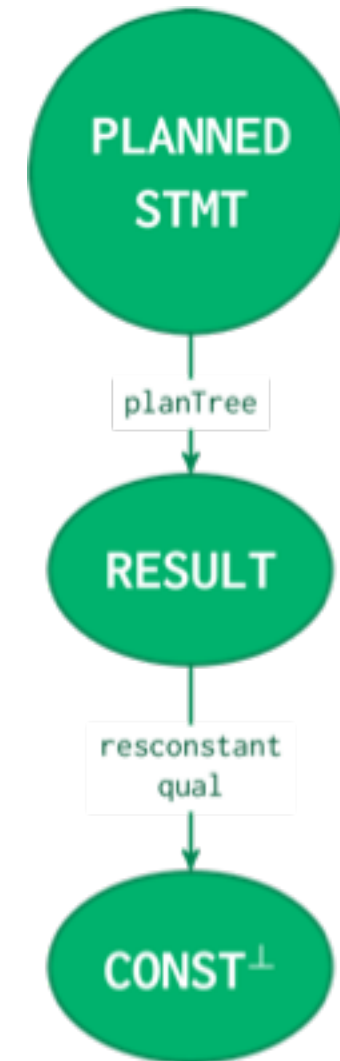 PLANNED
STMT
planTree
RESULT
resconstant
qual
CONST⊥